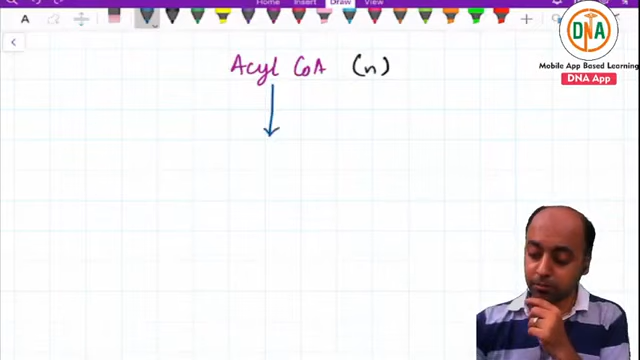 Home Insert Draw View
A
DNA
Mobile App Based Learning
DNA App
Acyl CoA (n)